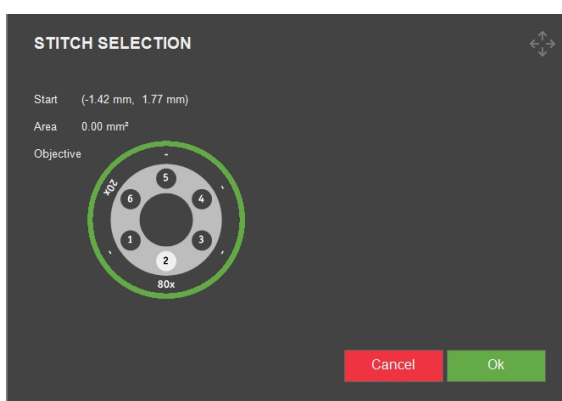 STITCH SELECTION
Start (-1.42 mm, 1.77 mm)
Area 0.00 mm²
Objective
-
20x 5 -
6 4
1 3
- 2 -
80x
Cancel Ok